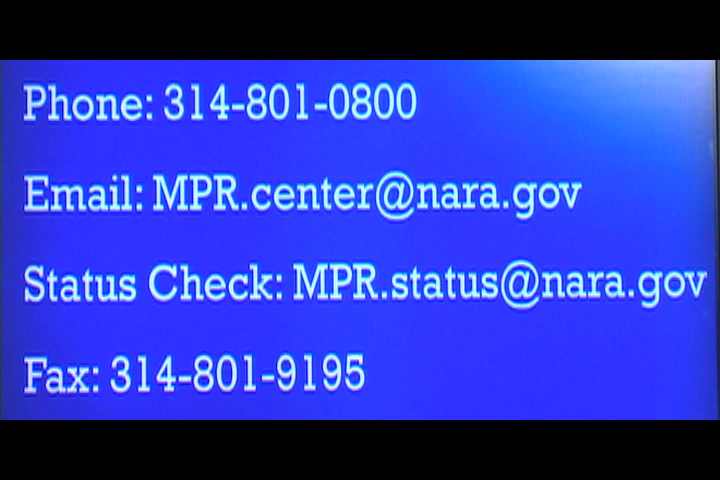 Phone: 314-801-0800
Email: MPR.center@nara.gov
Status Check: MPR.status@nara.gov
Fax: 314-801-9195